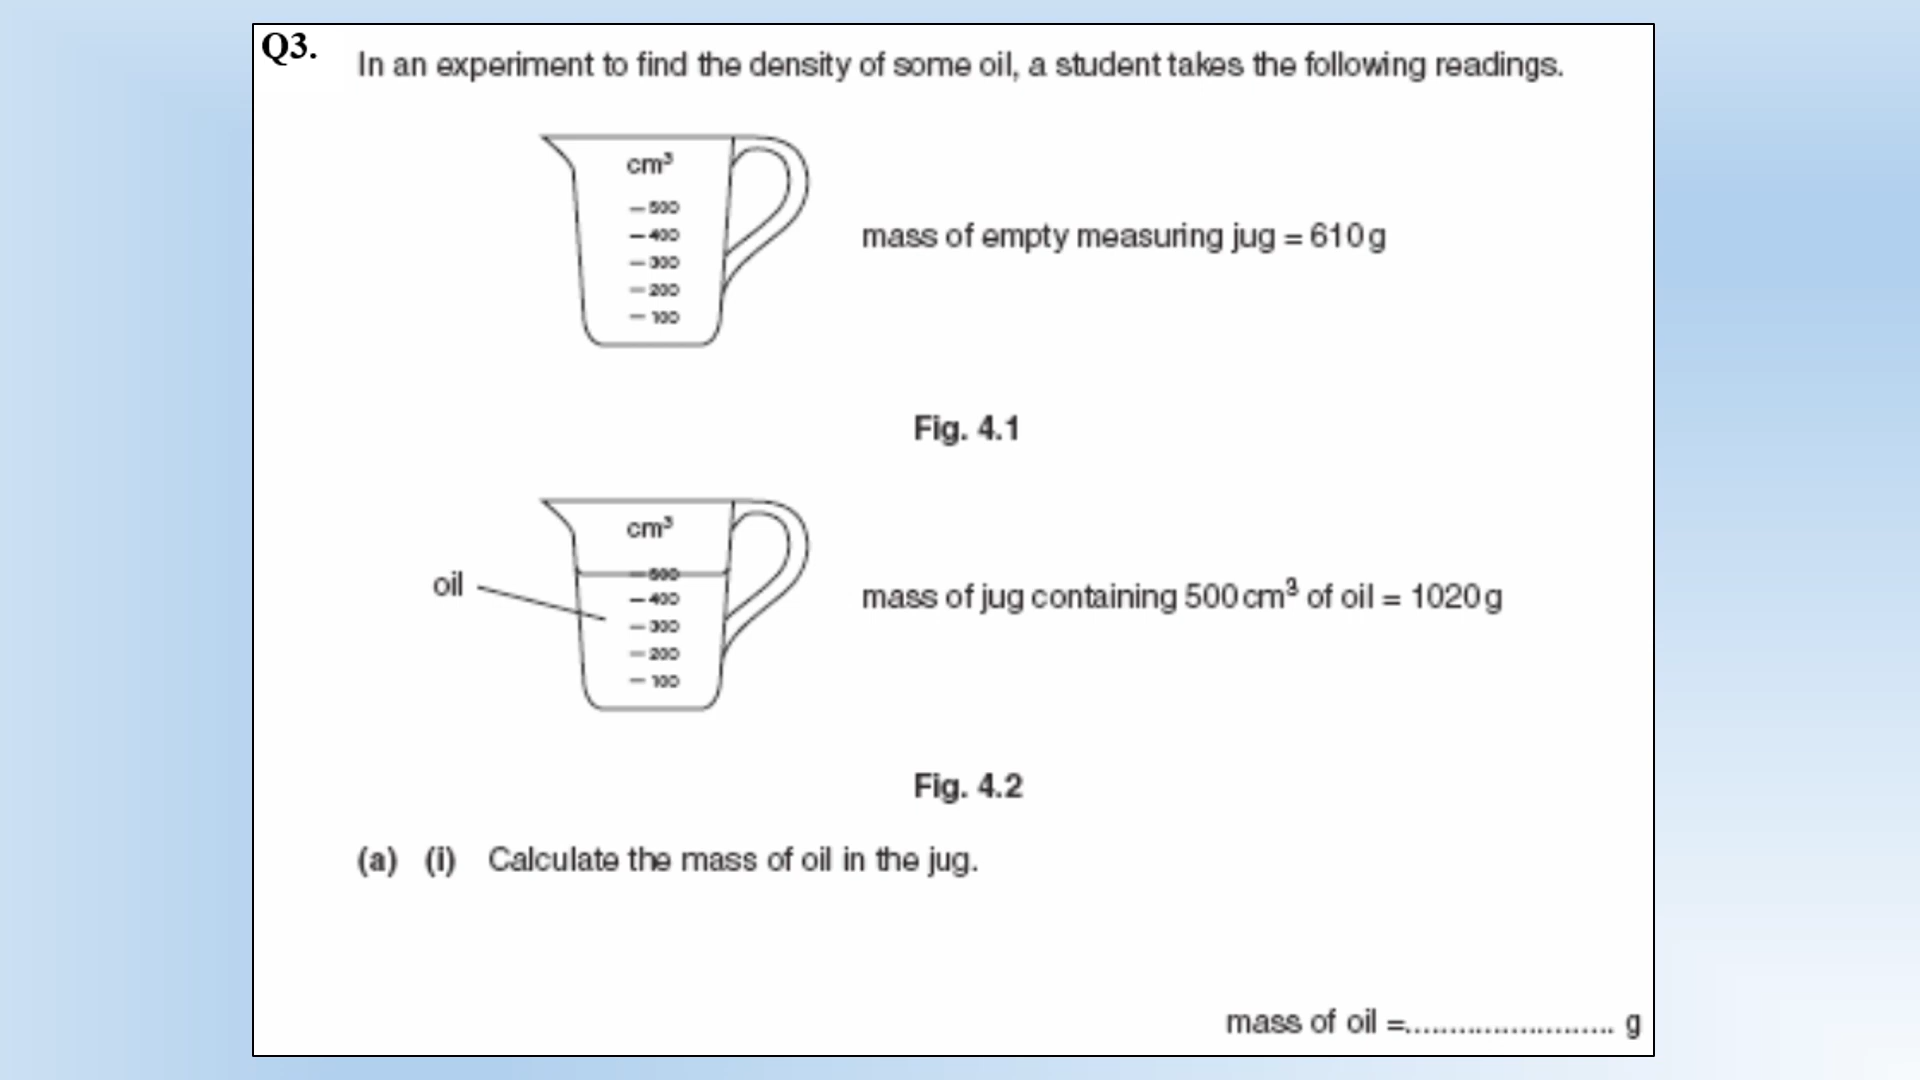 Q3.
In an experiment to find the density of some oil, a student takes the following readings.
cm³
500
400
300
200
100
mass of empty measuring jug = 610 g
Fig. 4.1
cm³
500
400
300
200
100
oil
mass of jug containing 500 cm³ of oil = 1020 g
Fig. 4.2
(a) (i) Calculate the mass of oil in the jug.
mass of oil =........................ g